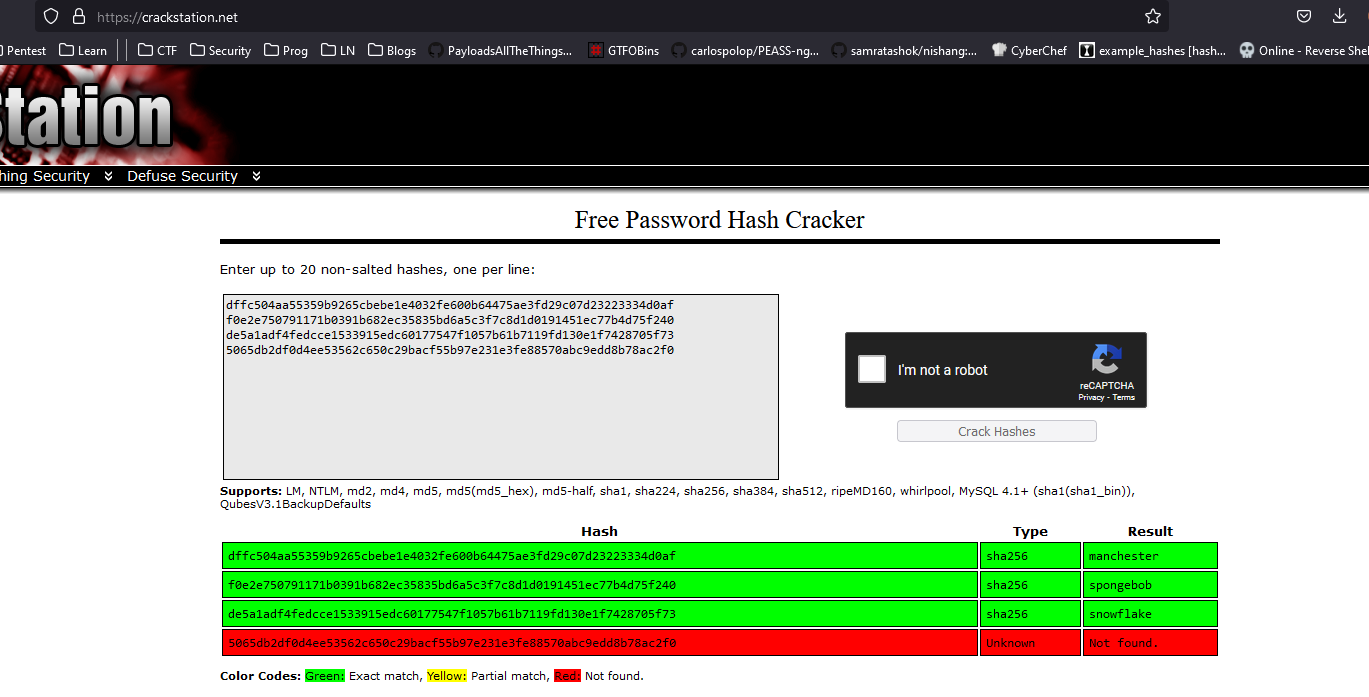 https://crackstation.net
Pentest Learn CTF Security Prog LN Blogs PayloadsAllTheThings... GTFOBins carlospolop/PEASS-ng... samratashok/nishang:... CyberChef example_hashes [hash... Online - Reverse Shel
Station
hing Security Defuse Security
Free Password Hash Cracker
Enter up to 20 non-salted hashes, one per line:
dffc504aa55359b9265cbebe1e4032fe600b64475ae3fd29c07d23223334d0af
f0e2e750791171b0391b682ec35835bd6a5c3f7c8d1d0191451ec77b4d75f240
de5a1adf4fedcce1533915edc60177547f1057b61b7119fd130e1f7428705f73
5065db2df0d4ee53562c650c29bacf55b97e231e3fe88570abc9edd8b78ac2f0
I'm not a robot
reCAPTCHA
Privacy - Terms
Crack Hashes
Supports: LM, NTLM, md2, md4, md5, md5(md5_hex), md5-half, sha1, sha224, sha256, sha384, sha512, ripeMD160, whirlpool, MySQL 4.1+ (sha1(sha1_bin)),
QubesV3.1BackupDefaults
Hash Type Result
dffc504aa55359b9265cbebe1e4032fe600b64475ae3fd29c07d23223334d0af sha256 manchester
f0e2e750791171b0391b682ec35835bd6a5c3f7c8d1d0191451ec77b4d75f240 sha256 spongebob
de5a1adf4fedcce1533915edc60177547f1057b61b7119fd130e1f7428705f73 sha256 snowflake
5065db2df0d4ee53562c650c29bacf55b97e231e3fe88570abc9edd8b78ac2f0 Unknown Not found.
Color Codes: Green: Exact match, Yellow: Partial match, Red: Not found.